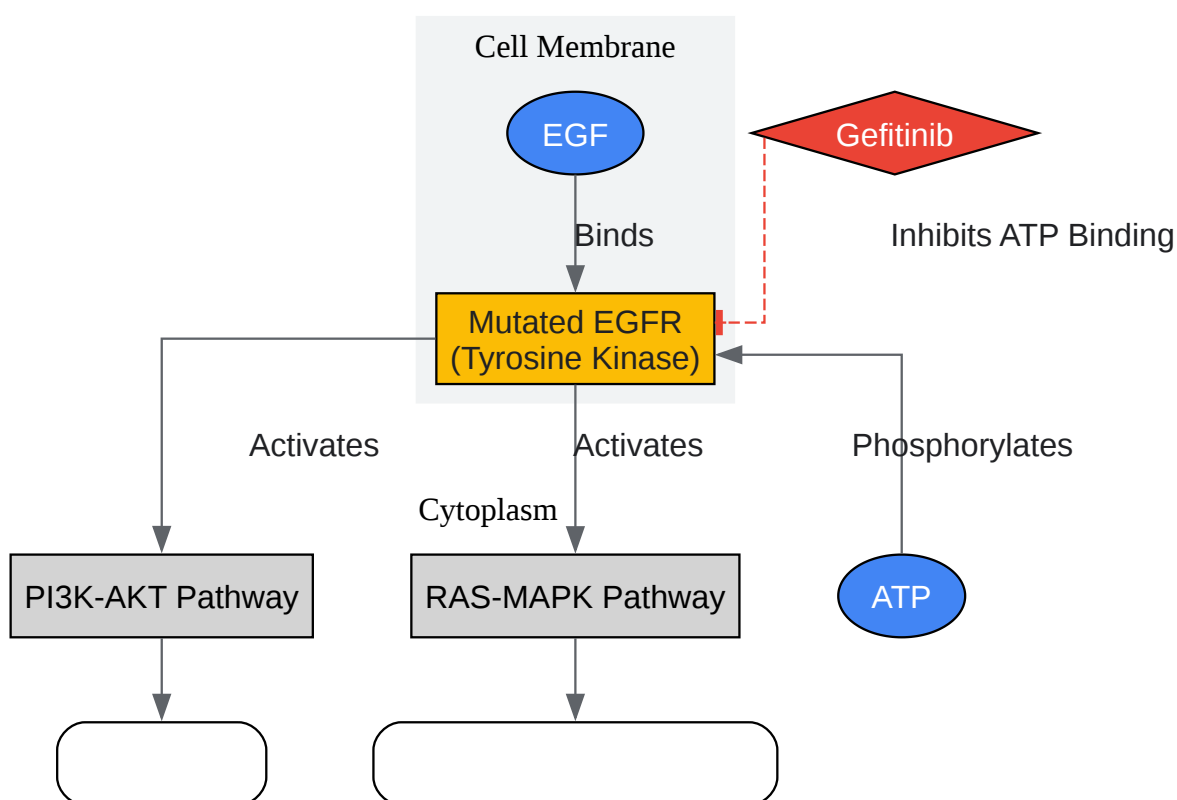 Cell Membrane
EGF
Gefitinib
Binds
Inhibits ATP Binding
Mutated EGFR
(Tyrosine Kinase)
Activates
Activates
Phosphorylates
Cytoplasm
PI3K-AKT Pathway
RAS-MAPK Pathway
ATP